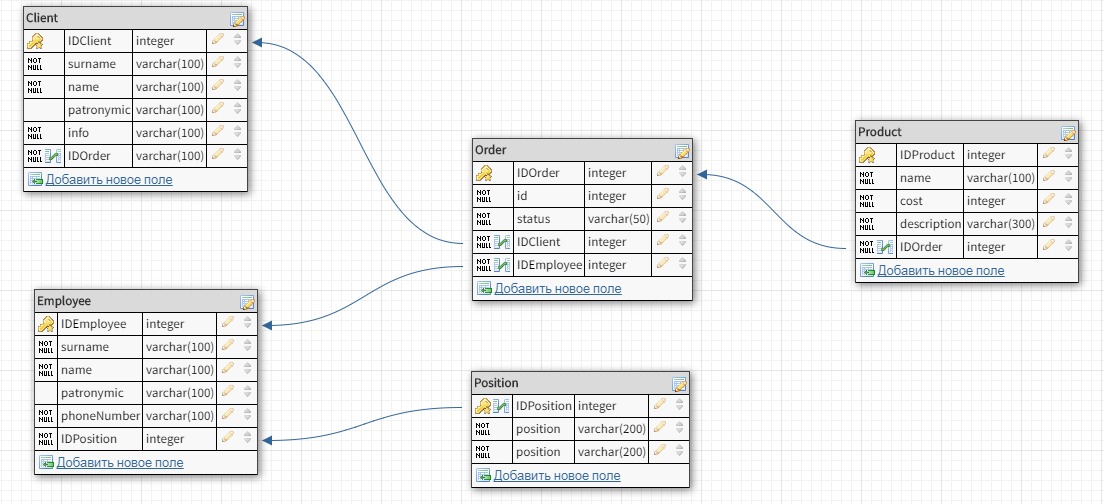 Client
IDClient integer
NOT NULL surname varchar(100)
NOT NULL name varchar(100)
patronymic varchar(100)
NOT NULL info varchar(100)
NOT NULL IDOrder varchar(100)
Добавить новое поле
Order
IDOrder integer
NOT NULL id integer
NOT NULL status varchar(50)
NOT NULL IDClient integer
NOT NULL IDEmployee integer
Добавить новое поле
Product
IDProduct integer
NOT NULL name varchar(100)
NOT NULL cost integer
NOT NULL description varchar(300)
NOT NULL IDOrder integer
Добавить новое поле
Employee
IDEmployee integer
NOT NULL surname varchar(100)
NOT NULL name varchar(100)
patronymic varchar(100)
NOT NULL phoneNumber varchar(100)
NOT NULL IDPosition integer
Добавить новое поле
Position
IDPosition integer
NOT NULL position varchar(200)
NOT NULL position varchar(200)
Добавить новое поле